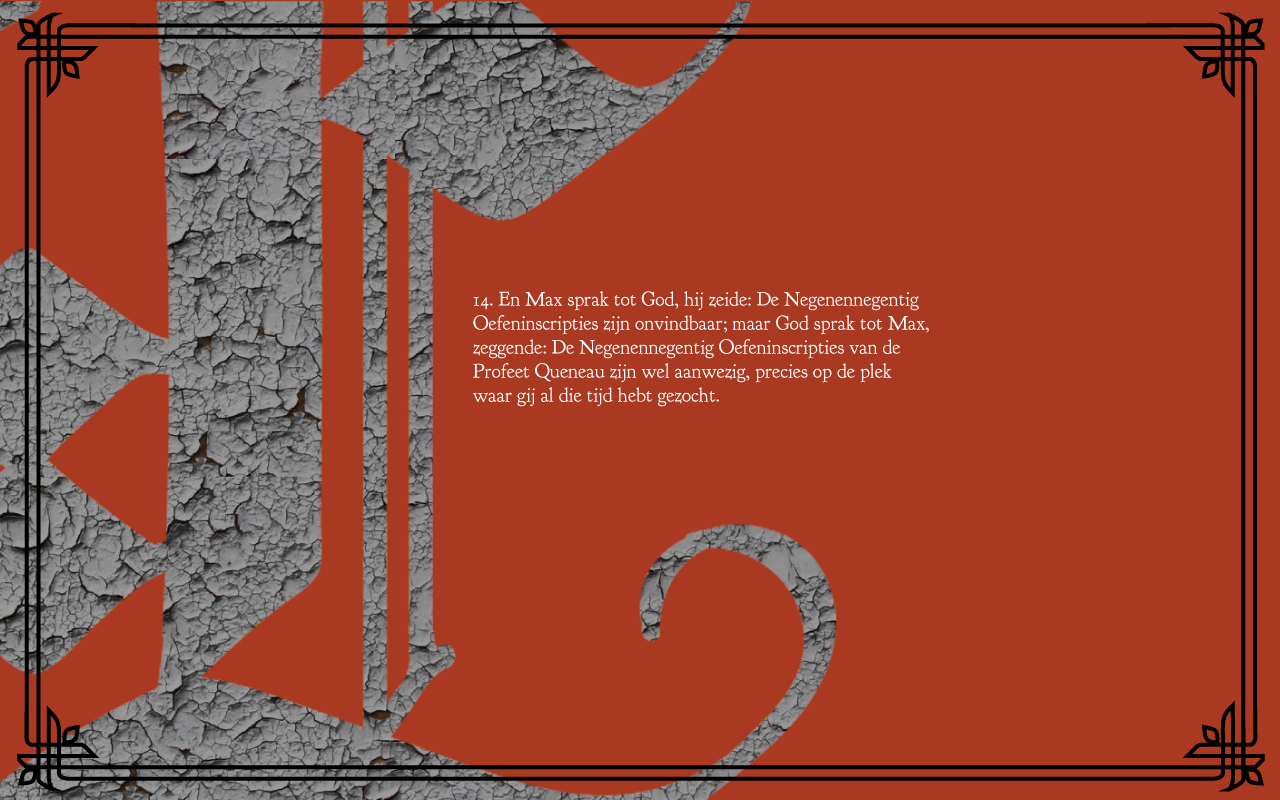 14. En Max sprak tot God, hij zeide: De Negenennegentig
Oefeninscripties zijn onvindbaar; maar God sprak tot Max,
zeggende: De Negenennegentig Oefeninscripties van de
Profeet Queneau zijn wel aanwezig, precies op de plek
waar gij al die tijd hebt gezocht.